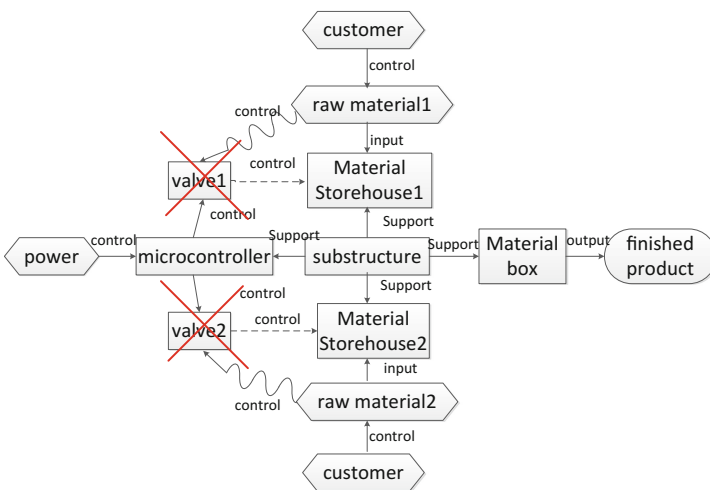 customer
control
raw material1
control
input
valve1
control
Material
Storehouse1
control
Support
power
control
microcontroller
Support
substructure
Support
Material
box
output
finished
product
control
Support
valve2
control
Material
Storehouse2
input
control
raw material2
control
customer